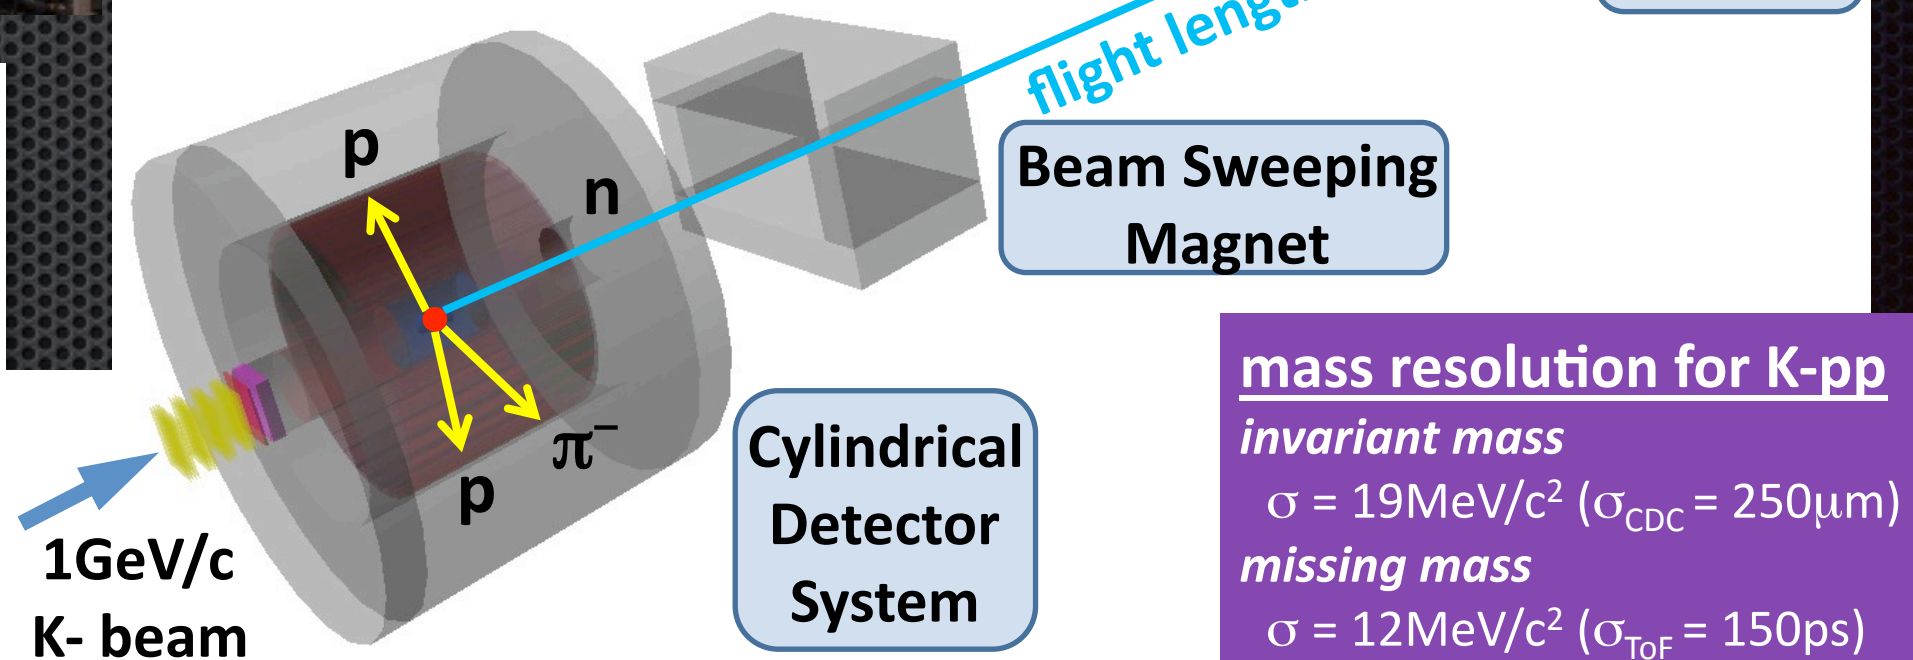 flight length
p
n
Beam Sweeping
Magnet
p
π⁻
1GeV/c
K- beam
Cylindrical
Detector
System
mass resolution for K-pp
invariant mass
σ = 19MeV/c² (σCDC = 250μm)
missing mass
σ = 12MeV/c² (σToF = 150ps)